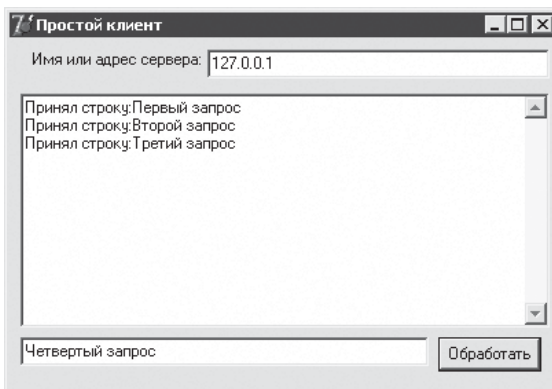 Простой клиент
Имя или адрес сервера: 127.0.0.1
Принял строку:Первый запрос
Принял строку:Второй запрос
Принял строку:Третий запрос
Четвертый запрос
Обработать